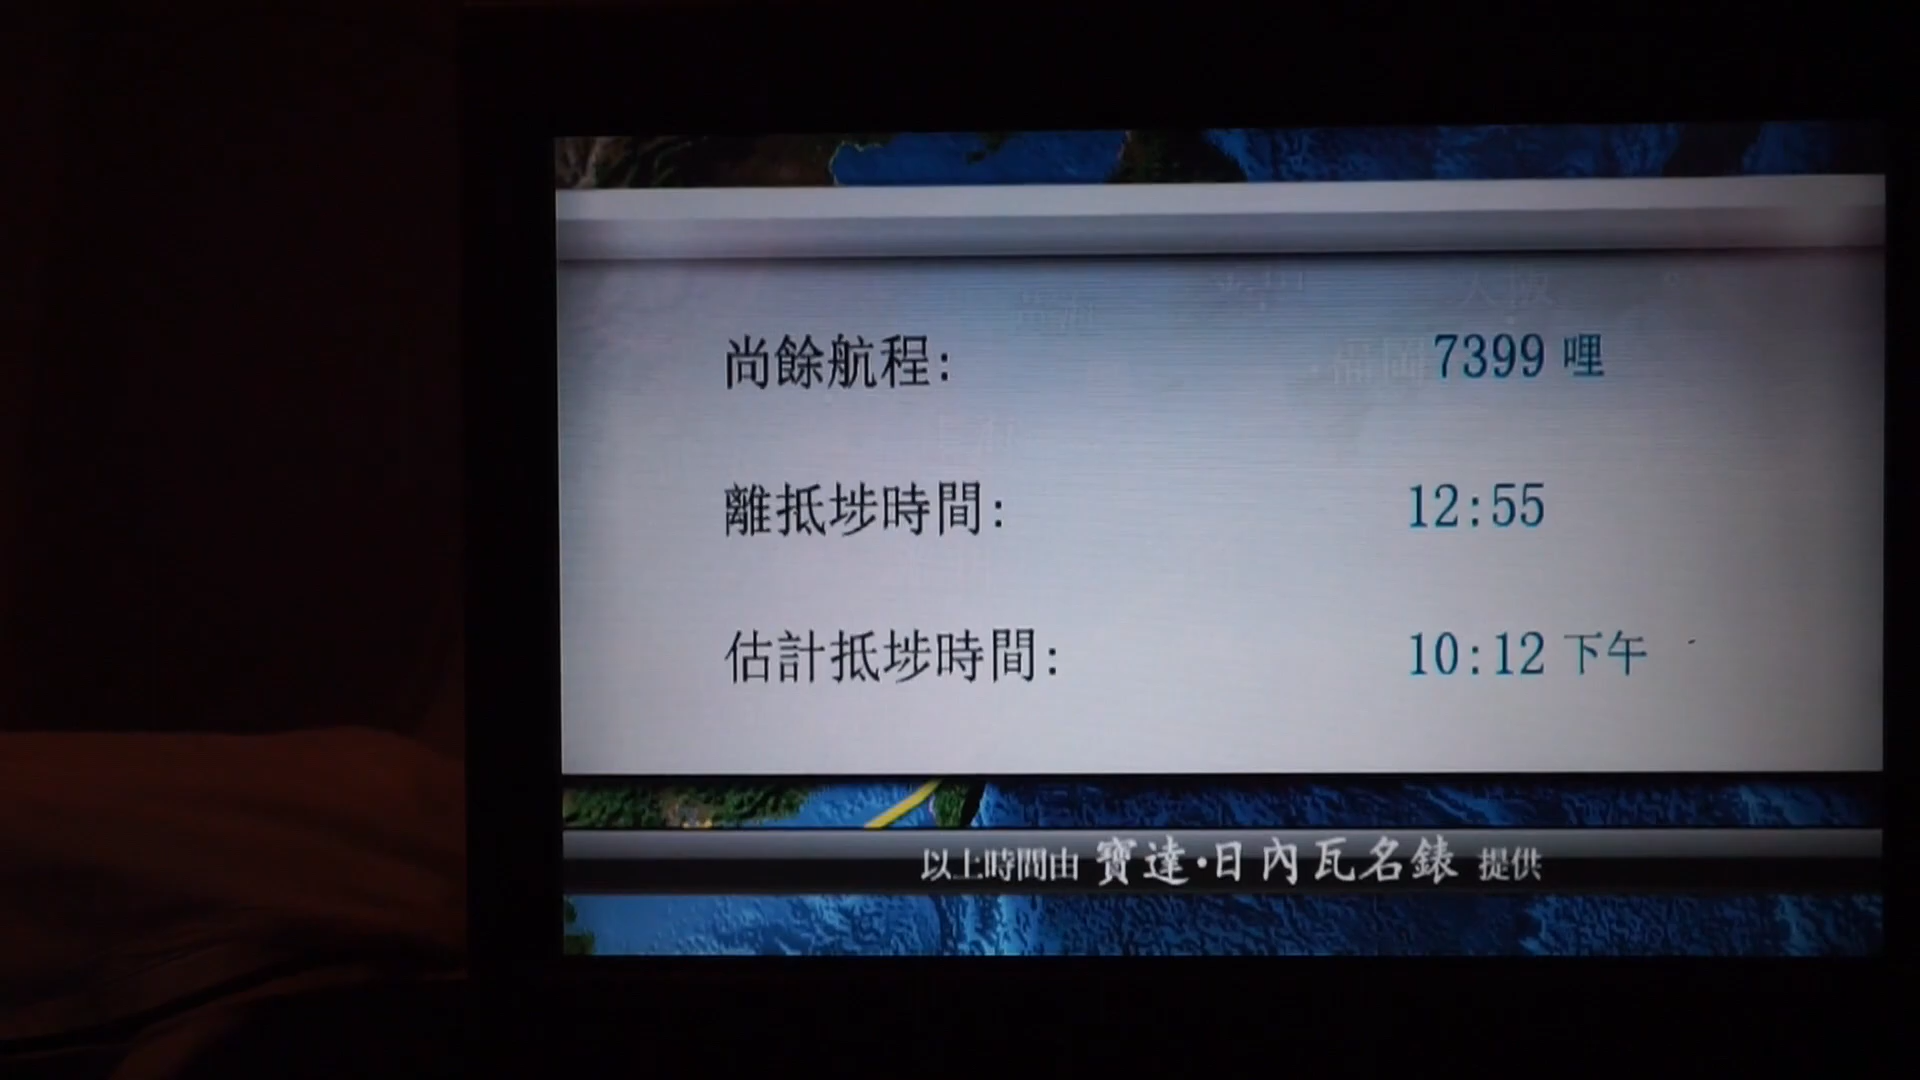 尚餘航程: 7399 哩
離抵埗時間: 12:55
估計抵埗時間: 10:12 下午
以上時間由 寶達·日內瓦名錶 提供